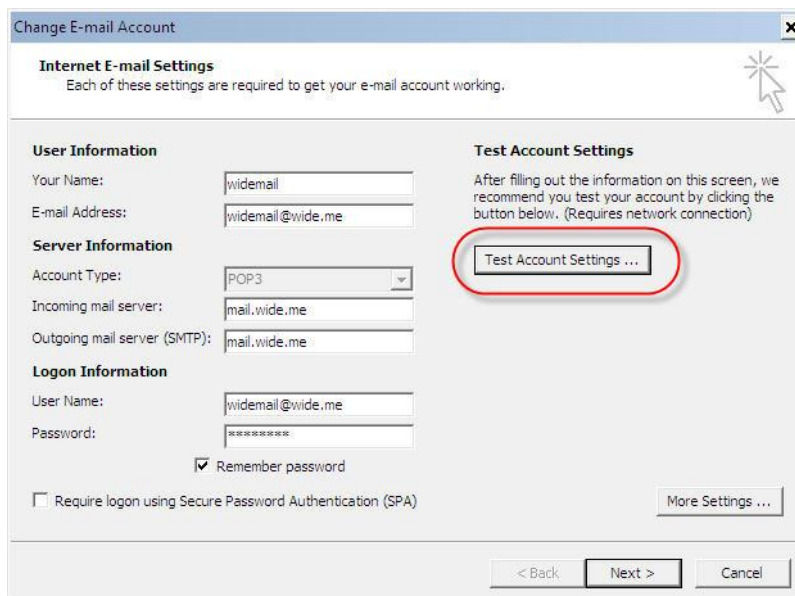 Change E-mail Account
Internet E-mail Settings
Each of these settings are required to get your e-mail account working.
User Information
Your Name: widemail
E-mail Address: widemail@wide.me
Server Information
Account Type: POP3
Incoming mail server: mail.wide.me
Outgoing mail server (SMTP): mail.wide.me
Logon Information
User Name: widemail@wide.me
Password: ********
Remember password
Require logon using Secure Password Authentication (SPA)
Test Account Settings
After filling out the information on this screen, we
recommend you test your account by clicking the
button below. (Requires network connection)
Test Account Settings ...
More Settings ...
< Back
Next >
Cancel